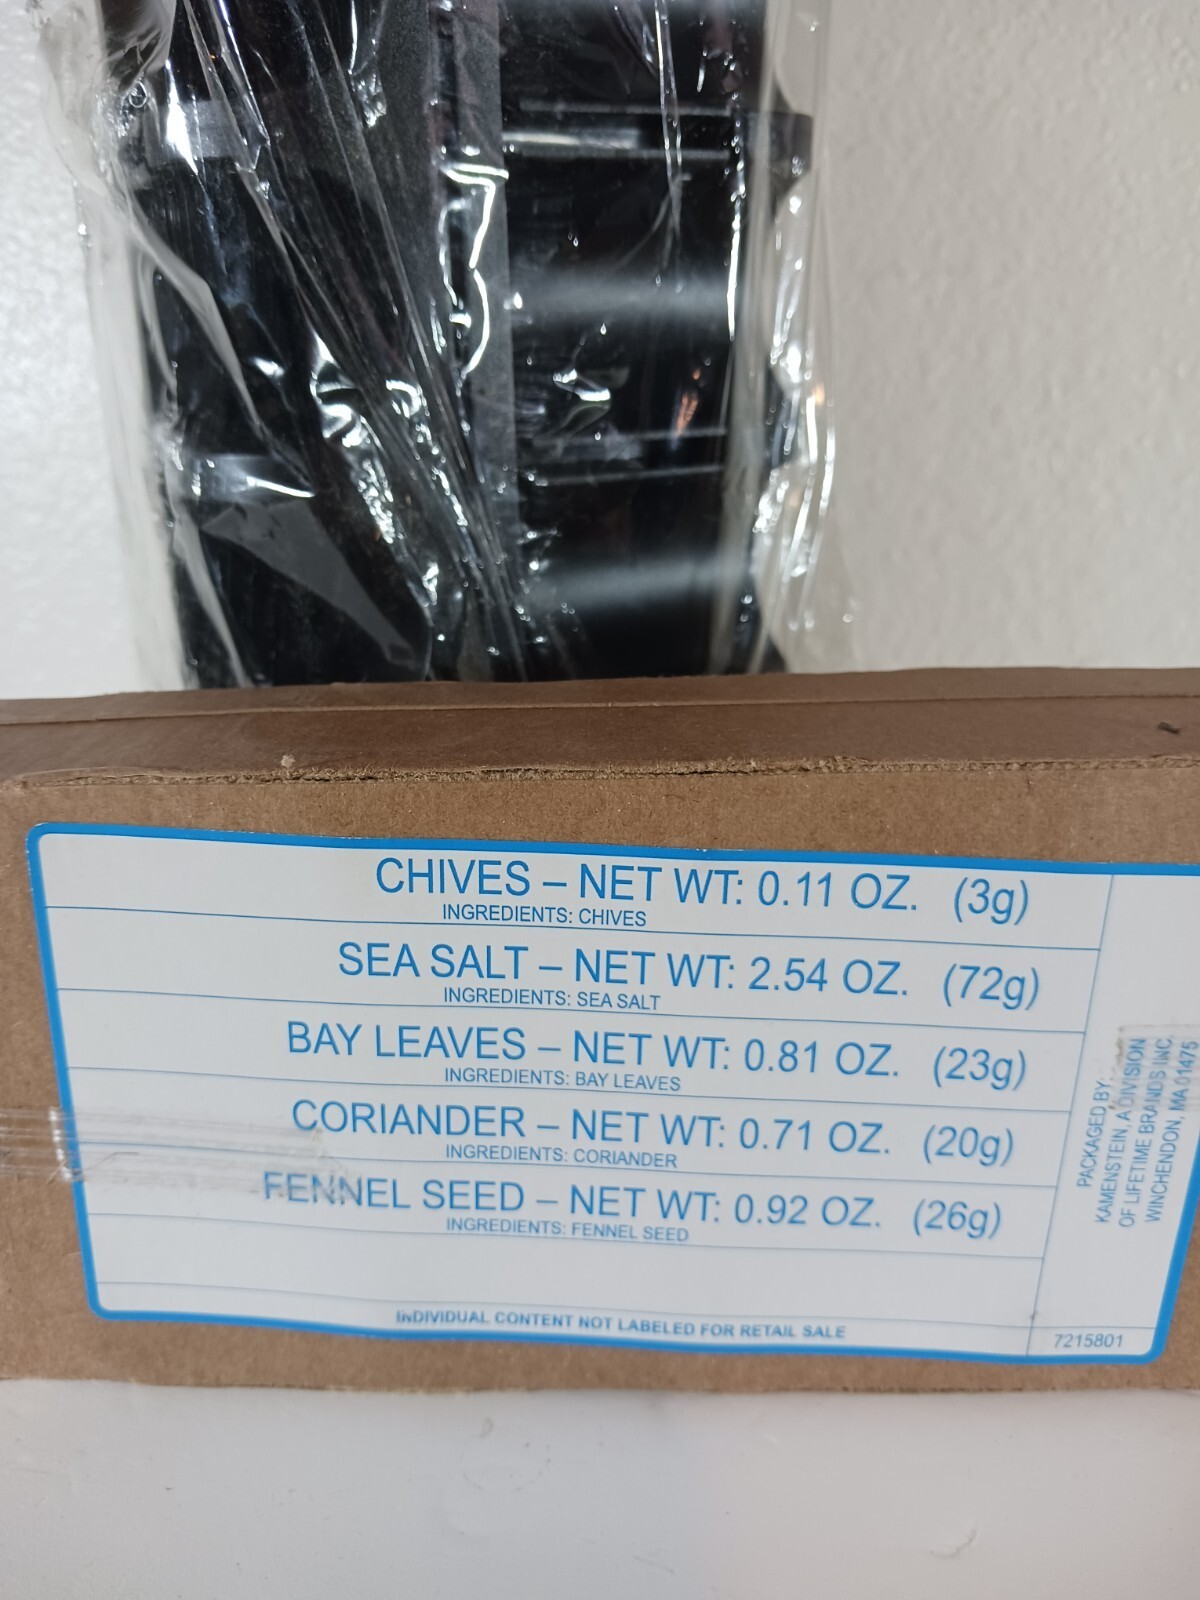 CHIVES – NET WT: 0.11 OZ. (3g)
INGREDIENTS: CHIVES
SEA SALT – NET WT: 2.54 OZ. (72g)
INGREDIENTS: SEA SALT
BAY LEAVES – NET WT: 0.81 OZ. (23g)
INGREDIENTS: BAY LEAVES
CORIANDER – NET WT: 0.71 OZ. (20g)
INGREDIENTS: CORIANDER
FENNEL SEED – NET WT: 0.92 OZ. (26g)
INGREDIENTS: FENNEL SEED
INDIVIDUAL CONTENT NOT LABELED FOR RETAIL SALE
PACKAGED BY:
KAMENSTEIN, A DIVISION
OF LIFETIME BRANDS INC.
WINCHENDON, MA 01475
7215801